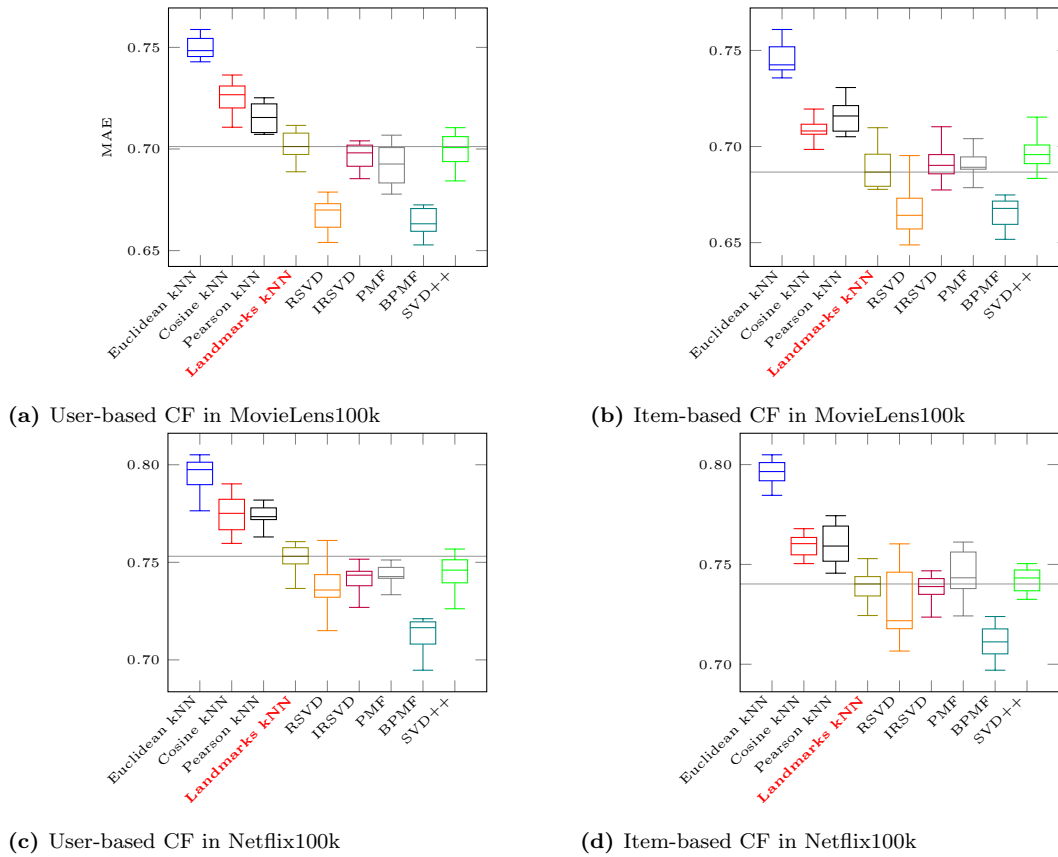 0.75
0.70
0.65
MAE
Euclidean kNN
Cosine kNN
Pearson kNN
Landmarks kNN
RSVD
IRSVD
PMF
BPMF
SVD++
(a) User-based CF in MovieLens100k
0.75
0.70
0.65
Euclidean kNN
Cosine kNN
Pearson kNN
Landmarks kNN
RSVD
IRSVD
PMF
BPMF
SVD++
(b) Item-based CF in MovieLens100k
0.80
0.75
0.70
Euclidean kNN
Cosine kNN
Pearson kNN
Landmarks kNN
RSVD
IRSVD
PMF
BPMF
SVD++
(c) User-based CF in Netflix100k
0.80
0.75
0.70
Euclidean kNN
Cosine kNN
Pearson kNN
Landmarks kNN
RSVD
IRSVD
PMF
BPMF
SVD++
(d) Item-based CF in Netflix100k